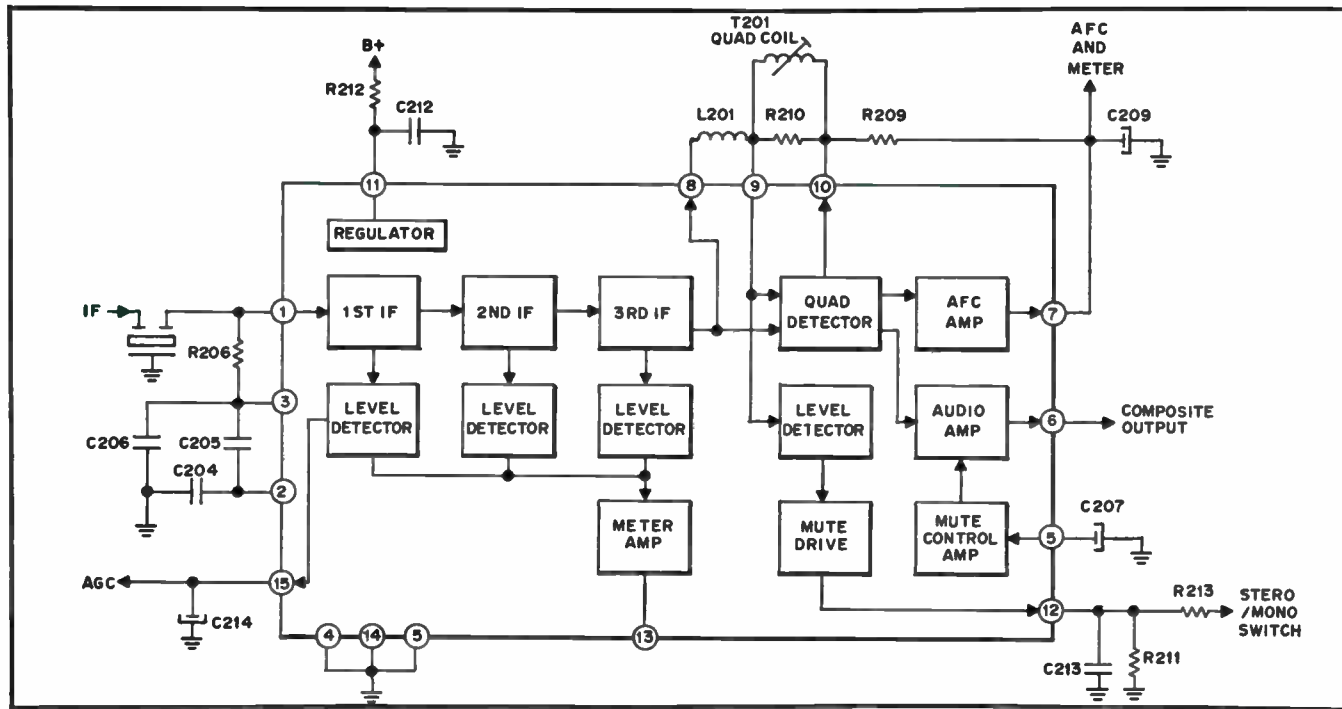 T201
QUAD COIL
B+
AFC
AND
METER
R212
C212
L201
R210
R209
C209
11
8
9
10
REGULATOR
IF
1
1ST IF
2ND IF
3RD IF
QUAD
DETECTOR
AFC
AMP
7
R206
3
LEVEL
DETECTOR
LEVEL
DETECTOR
LEVEL
DETECTOR
LEVEL
DETECTOR
AUDIO
AMP
6
COMPOSITE
OUTPUT
C206
C205
C204
2
METER
AMP
MUTE
DRIVE
MUTE
CONTROL
AMP
5
C207
AGC
15
C214
12
R213
STERO
/MONO
SWITCH
4
14
5
13
C213
R211